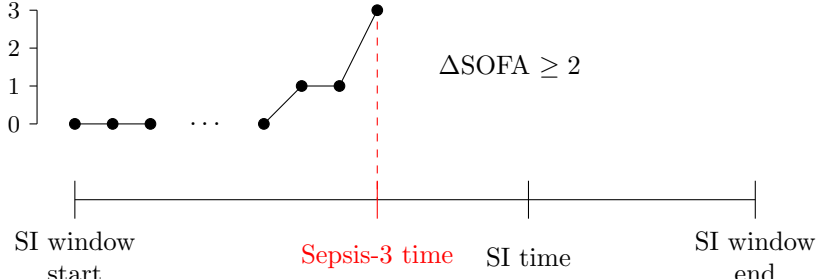 3
2
1
0
ΔSOFA ≥ 2
· · ·
SI window
start
Sepsis-3 time
SI time
SI window
end